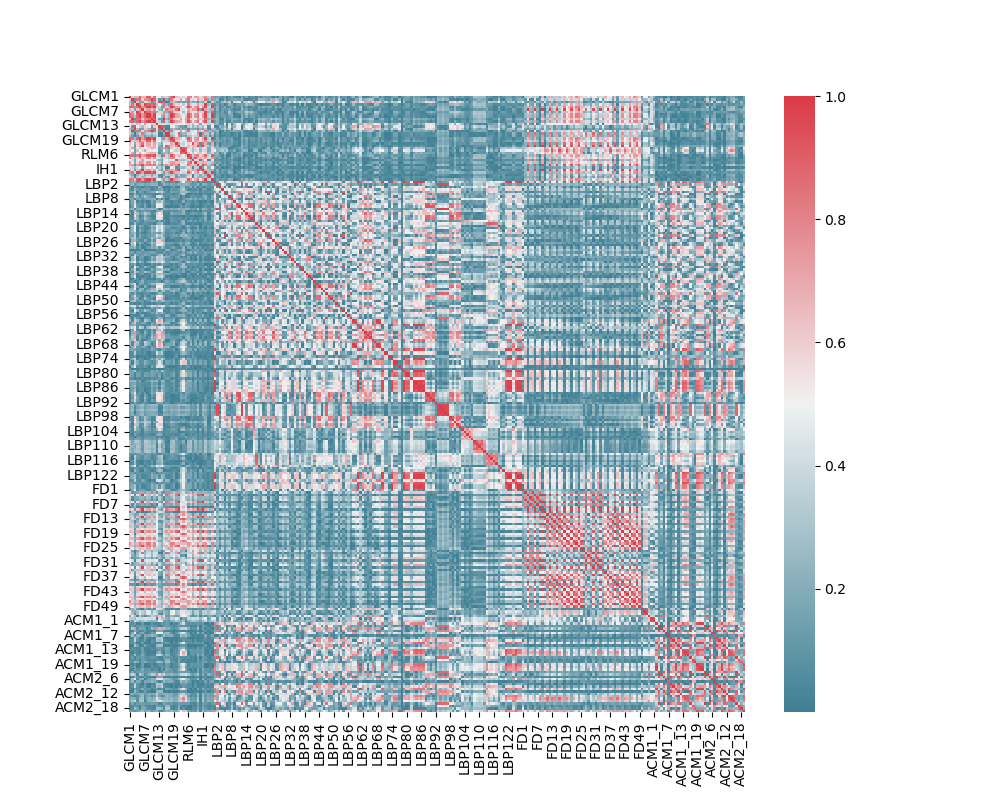 GLCM1
GLCM7
GLCM13
GLCM19
RLM6
IH1
LBP2
LBP8
LBP14
LBP20
LBP26
LBP32
LBP38
LBP44
LBP50
LBP56
LBP62
LBP68
LBP74
LBP80
LBP86
LBP92
LBP98
LBP104
LBP110
LBP116
LBP122
FD1
FD7
FD13
FD19
FD25
FD31
FD37
FD43
FD49
ACM1_1
ACM1_7
ACM1_13
ACM1_19
ACM2_6
ACM2_12
ACM2_18
GLCM1
GLCM7
GLCM13
GLCM19
RLM6
IH1
LBP2
LBP8
LBP14
LBP20
LBP26
LBP32
LBP38
LBP44
LBP50
LBP56
LBP62
LBP68
LBP74
LBP80
LBP86
LBP92
LBP98
LBP104
LBP110
LBP116
LBP122
FD1
FD7
FD13
FD19
FD25
FD31
FD37
FD43
FD49
ACM1_1
ACM1_7
ACM1_13
ACM1_19
ACM2_6
ACM2_12
ACM2_18
1.0
0.8
0.6
0.4
0.2